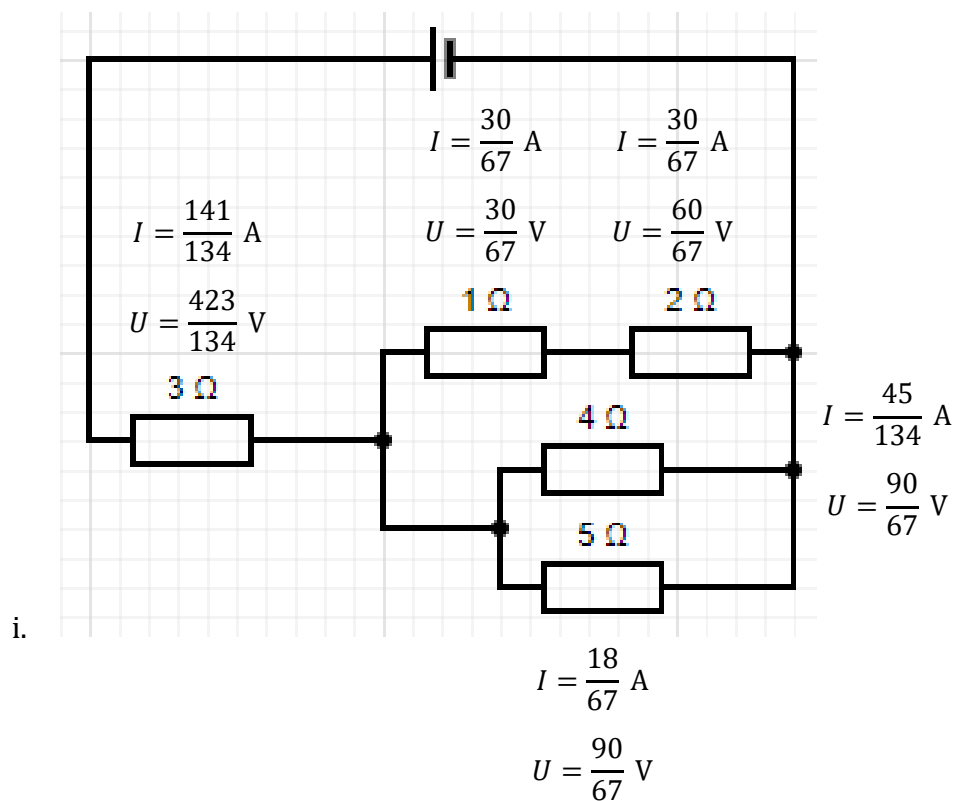 I = 30/67 A
I = 30/67 A
I = 141/134 A
U = 30/67 V
U = 60/67 V
U = 423/134 V
1 Ω
2 Ω
3 Ω
4 Ω
I = 45/134 A
U = 90/67 V
5 Ω
i.
I = 18/67 A
U = 90/67 V